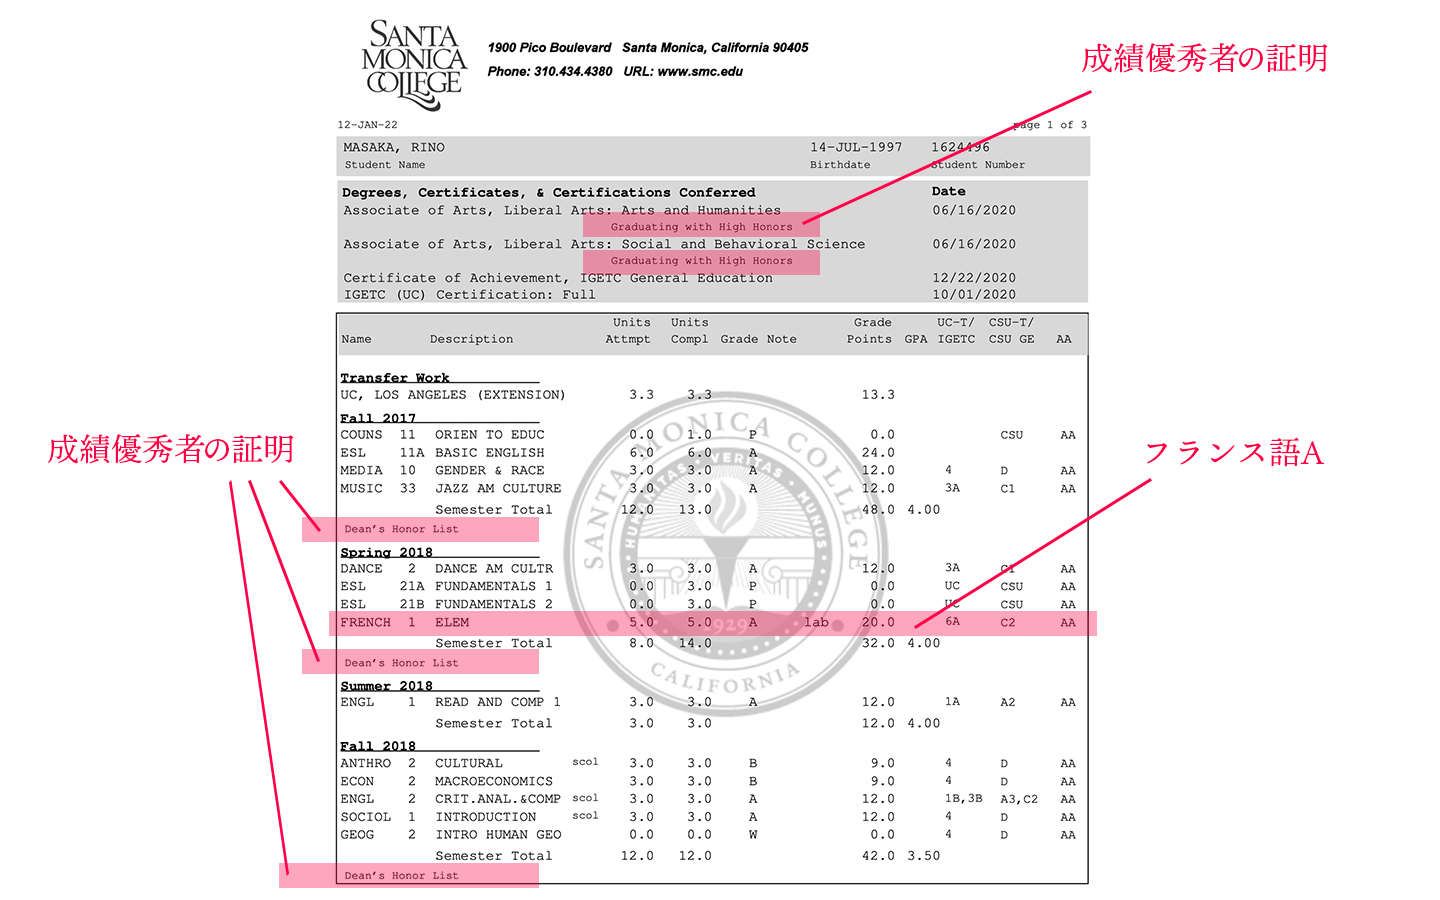 SANTA
MONICA
COLLEGE
1900 Pico Boulevard Santa Monica, California 90405
Phone: 310.434.4380 URL: www.smc.edu
成績優秀者の証明
12-JAN-22 page 1 of 3
MASAKA, RINO 14-JUL-1997 1624496
Student Name Birthdate Student Number
Degrees, Certificates, & Certifications Conferred Date
Associate of Arts, Liberal Arts: Arts and Humanities 06/16/2020
Graduating with High Honors
Associate of Arts, Liberal Arts: Social and Behavioral Science 06/16/2020
Graduating with High Honors
Certificate of Achievement, IGETC General Education 12/22/2020
IGETC (UC) Certification: Full 10/01/2020
Units Units Grade UC-T/ CSU-T/
Name Description Attmpt Compl Grade Note Points GPA IGETC CSU GE AA
Transfer Work
UC, LOS ANGELES (EXTENSION) 3.3 3.3 13.3
Fall 2017
COUNS 11 ORIEN TO EDUC 0.0 1.0 P 0.0 CSU AA
ESL 11A BASIC ENGLISH 6.0 6.0 A 24.0
MEDIA 10 GENDER & RACE 3.0 3.0 A 12.0 4 D AA
MUSIC 33 JAZZ AM CULTURE 3.0 3.0 A 12.0 3A C1 AA
Semester Total 12.0 13.0 48.0 4.00
成績優秀者の証明
フランス語A
Dean's Honor List
Spring 2018
DANCE 2 DANCE AM CULTR 3.0 3.0 A 12.0 3A C1 AA
ESL 21A FUNDAMENTALS 1 0.0 3.0 P 0.0 UC CSU AA
ESL 21B FUNDAMENTALS 2 0.0 3.0 P 0.0 UC CSU AA
FRENCH 1 ELEM 5.0 5.0 A lab 20.0 6A C2 AA
Semester Total 8.0 14.0 32.0 4.00
Dean's Honor List
Summer 2018
ENGL 1 READ AND COMP 1 3.0 3.0 A 12.0 1A A2 AA
Semester Total 3.0 3.0 12.0 4.00
Fall 2018
ANTHRO 2 CULTURAL scol 3.0 3.0 B 9.0 4 D AA
ECON 2 MACROECONOMICS 3.0 3.0 B 9.0 4 D AA
ENGL 2 CRIT.ANAL.&COMP scol 3.0 3.0 A 12.0 1B,3B A3,C2 AA
SOCIOL 1 INTRODUCTION scol 3.0 3.0 A 12.0 4 D AA
GEOG 2 INTRO HUMAN GEO 0.0 0.0 W 0.0 4 D AA
Semester Total 12.0 12.0 42.0 3.50
Dean's Honor List
SANTA MONICA COLLEGE
HUMANITAS VERITAS MUNUS
1929
CALIFORNIA